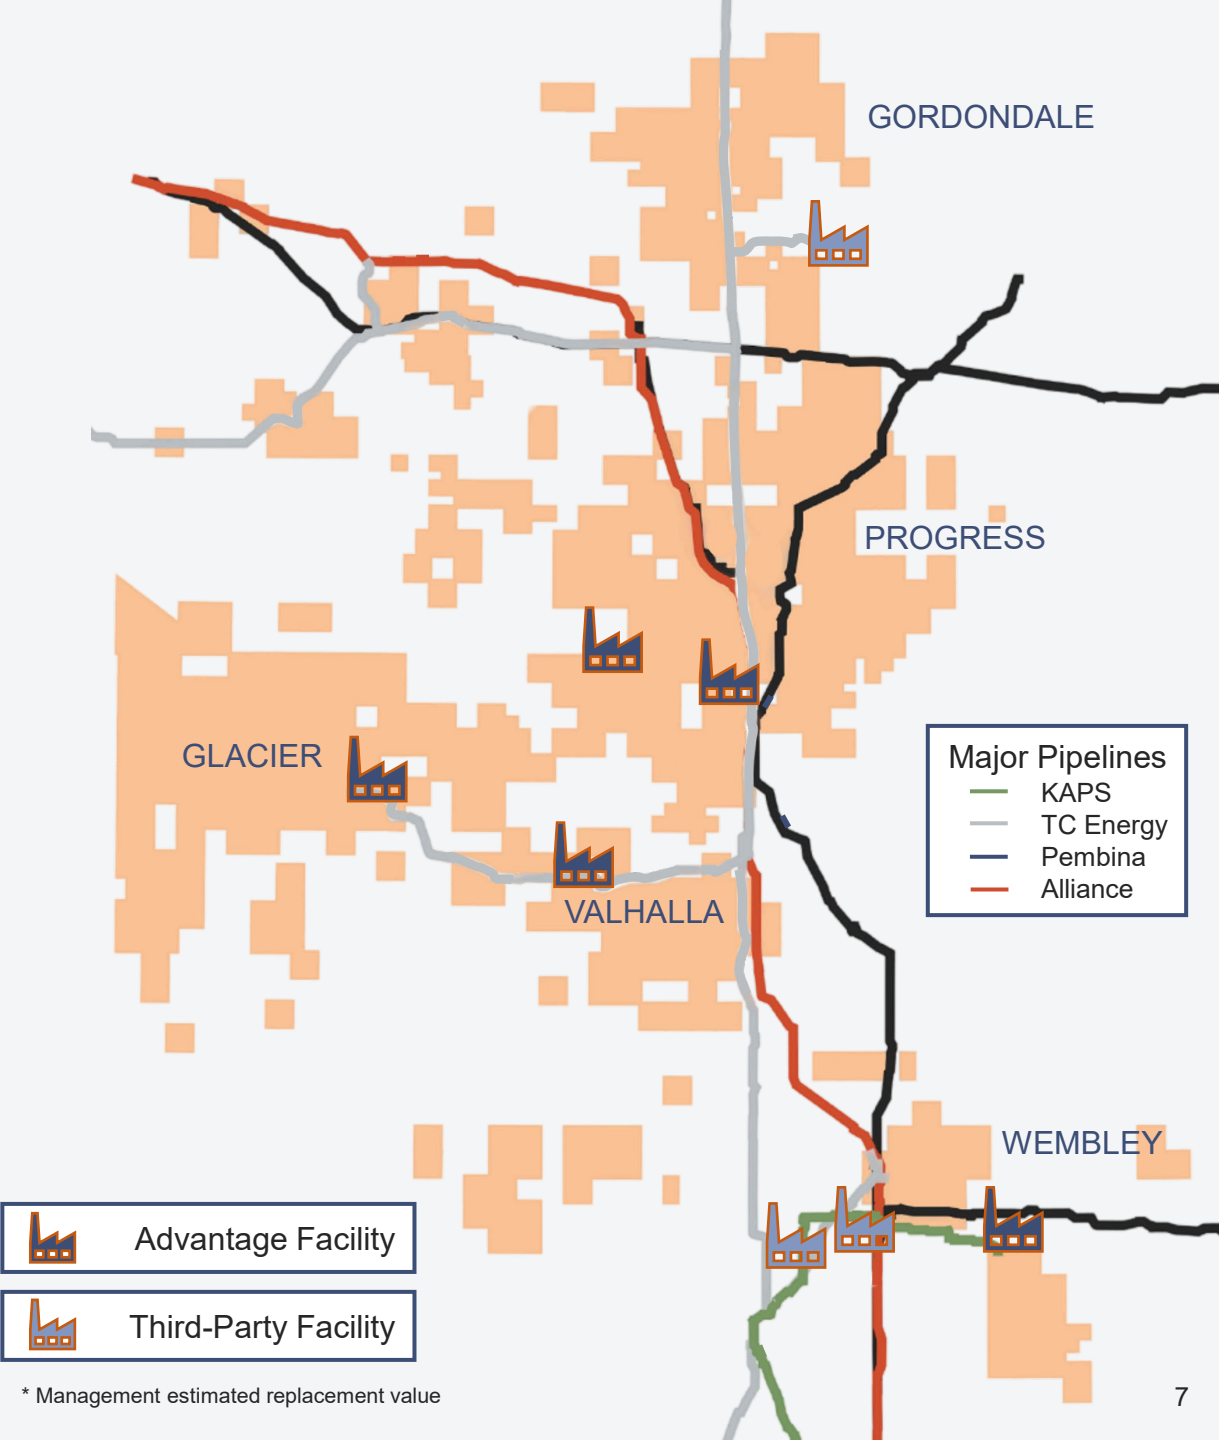 GORDONDALE
PROGRESS
GLACIER
Major Pipelines
KAPS
TC Energy
Pembina
Alliance
VALHALLA
WEMBLEY
Advantage Facility
Third-Party Facility
* Management estimated replacement value
7